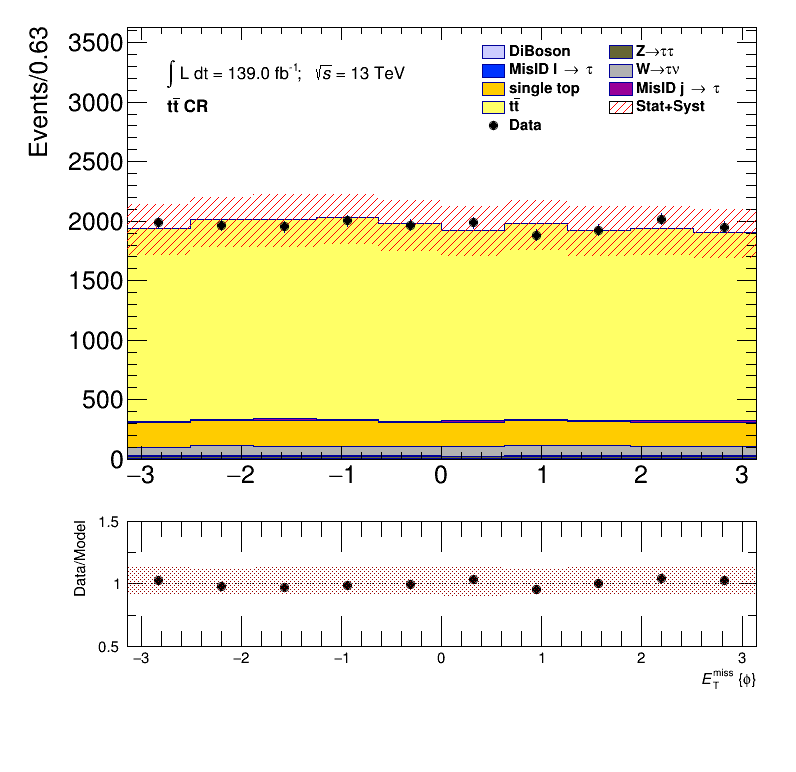 Events/0.63
3500
3000
2500
2000
1500
1000
500
0
∫ L dt = 139.0 fb⁻¹; √s = 13 TeV
tt̄ CR
DiBoson
Z→ττ
MisID l → τ
W→τν
single top
MisID j → τ
tt̄
Stat+Syst
Data
−3 −2 −1 0 1 2 3
Data/Model
1.5
1
0.5
−3 −2 −1 0 1 2 3
E_T^miss {ϕ}